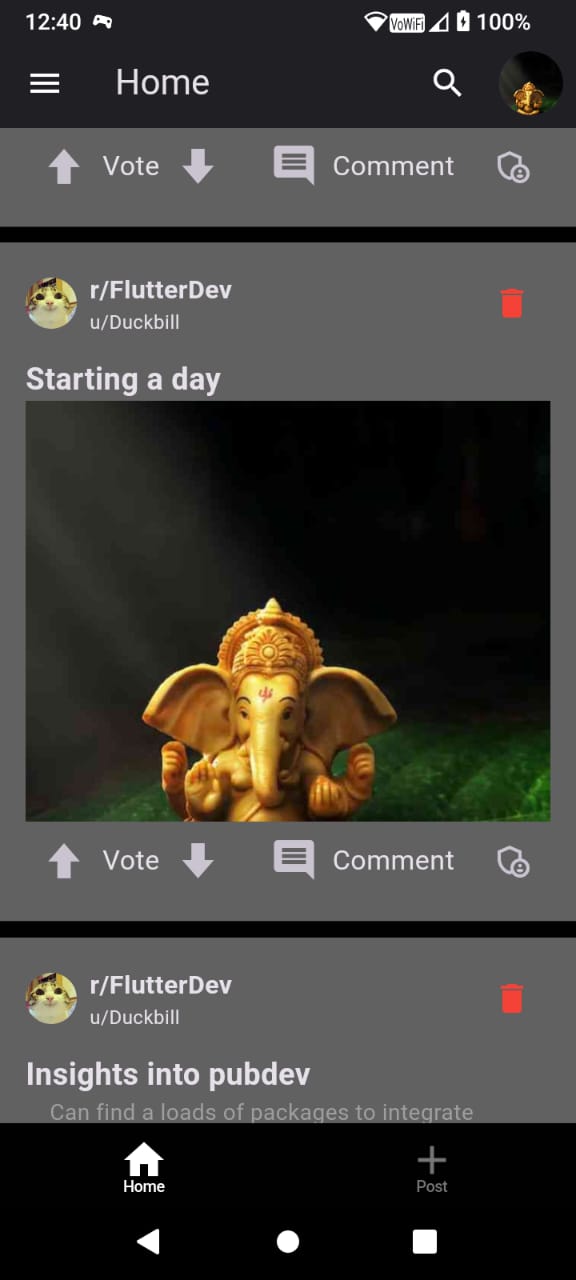 12:40 VoWiFi 100%
Home
Vote Comment
r/FlutterDev
u/Duckbill
Starting a day
Vote Comment
r/FlutterDev
u/Duckbill
Insights into pubdev
Can find a loads of packages to integrate
Home Post